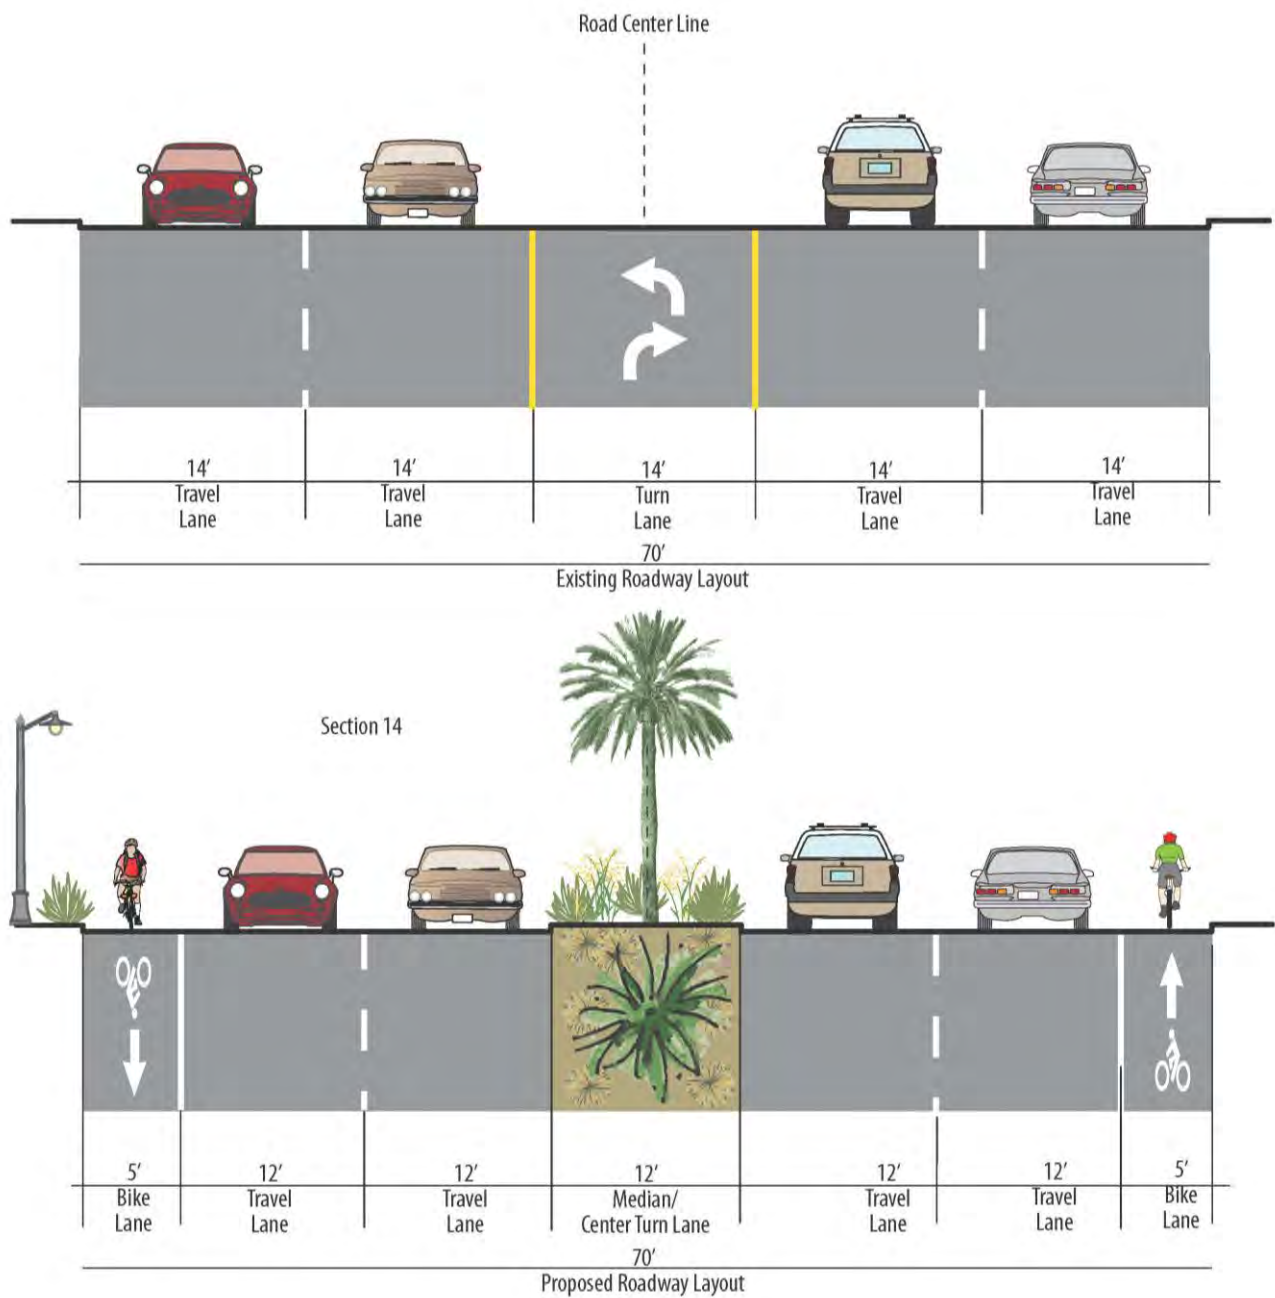 Road Center Line
14′ 14′ 14′ 14′ 14′
Travel Travel Turn Travel Travel
Lane Lane Lane Lane Lane
70′
Existing Roadway Layout
Section 14
5′ 12′ 12′ 12′ 12′ 12′ 5′
Bike Travel Travel Median/ Travel Travel Bike
Lane Lane Lane Center Turn Lane Lane Lane Lane
70′
Proposed Roadway Layout